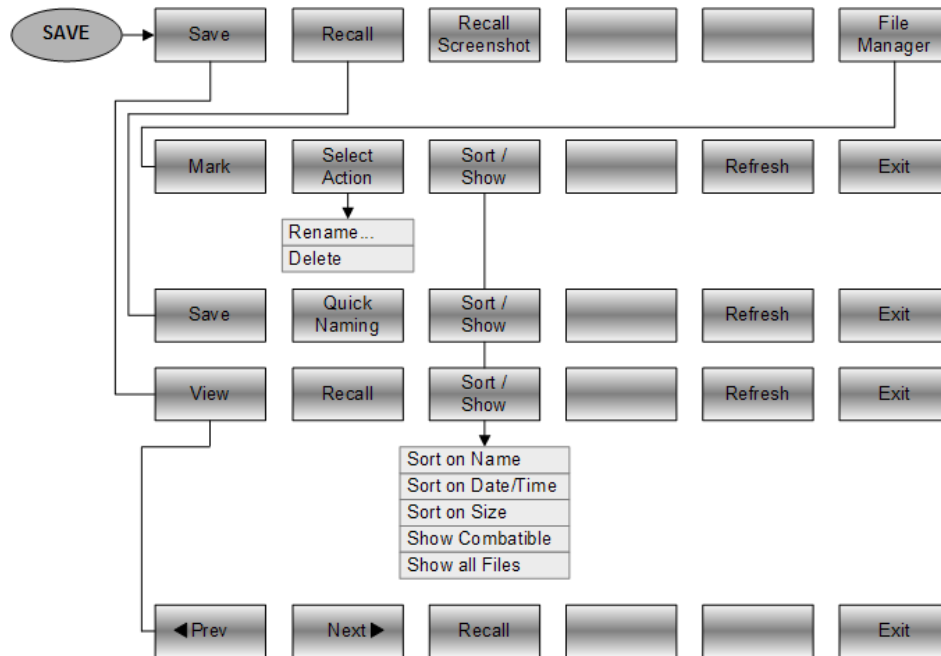 SAVE
Save
Recall
Recall
Screenshot
File
Manager
Mark
Select
Action
Sort /
Show
Refresh
Exit
Rename...
Delete
Save
Quick
Naming
Sort /
Show
Refresh
Exit
View
Recall
Sort /
Show
Refresh
Exit
Sort on Name
Sort on Date/Time
Sort on Size
Show Combatible
Show all Files
◀Prev
Next▶
Recall
Exit